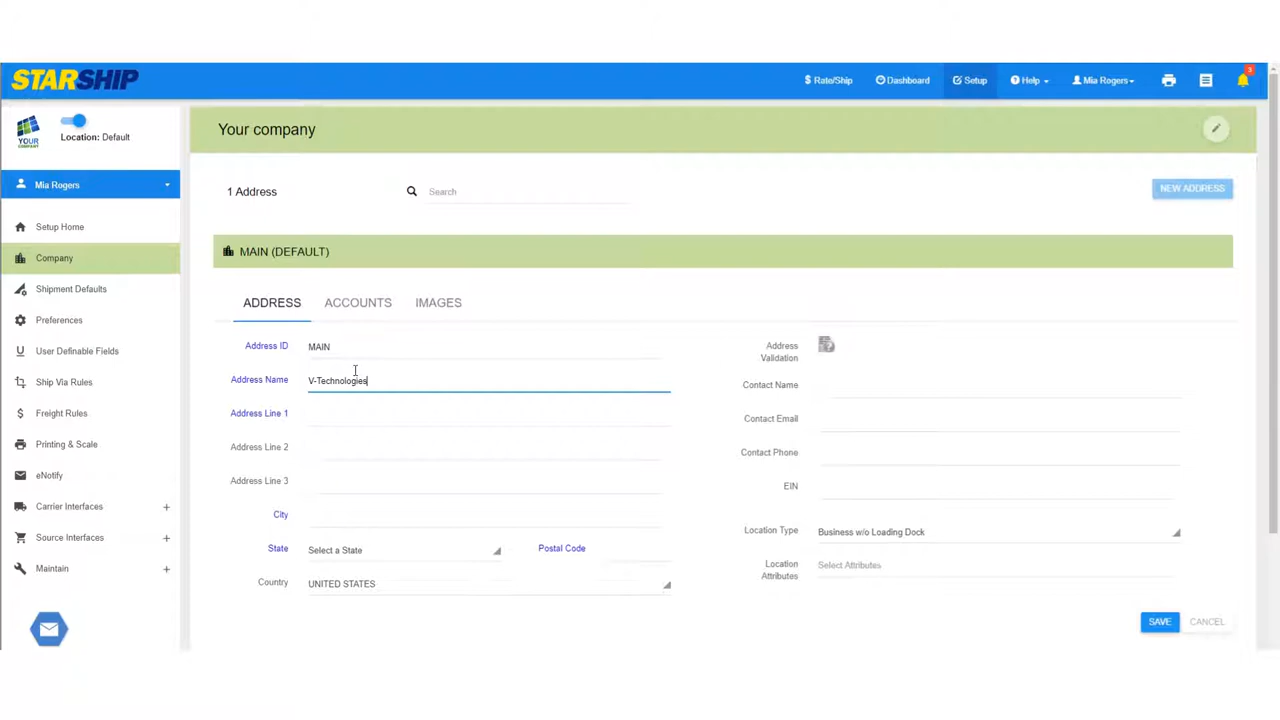 STARSHIP
$ Rate/Ship
Dashboard
Setup
Help
Mia Rogers
3
YOUR
COMPANY
Location: Default
Mia Rogers
Setup Home
Company
Shipment Defaults
Preferences
User Definable Fields
Ship Via Rules
Freight Rules
Printing & Scale
eNotify
Carrier Interfaces +
Source Interfaces +
Maintain +
Your company
1 Address
Search
NEW ADDRESS
MAIN (DEFAULT)
ADDRESS ACCOUNTS IMAGES
Address ID MAIN
Address Name V-Technologies
Address Line 1
Address Line 2
Address Line 3
City
State Select a State
Postal Code
Country UNITED STATES
Address
Validation
Contact Name
Contact Email
Contact Phone
EIN
Location Type Business w/o Loading Dock
Location
Attributes
Select Attributes
SAVE CANCEL